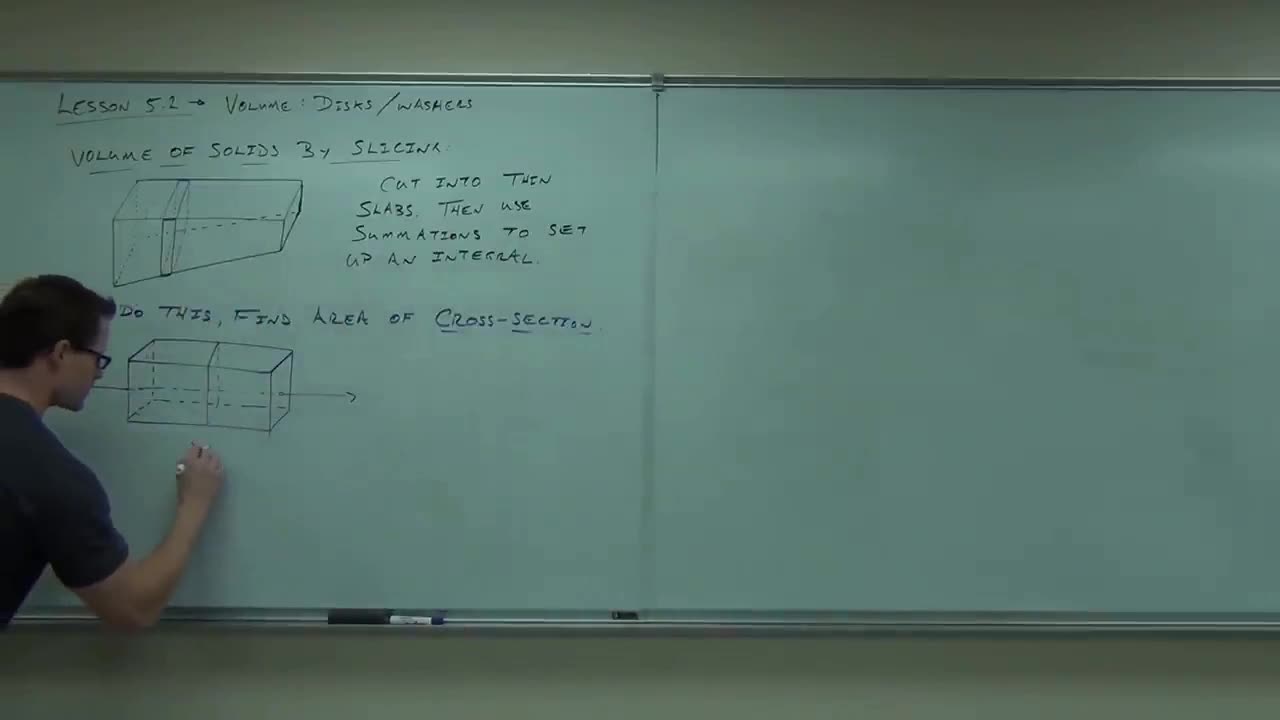 LESSON 5.2 → VOLUME: DISKS/WASHERS
VOLUME OF SOLIDS BY SLICING:
CUT INTO THIN
SLABS, THEN USE
SUMMATIONS TO SET
UP AN INTEGRAL.
DO THIS, FIND AREA OF CROSS-SECTION.